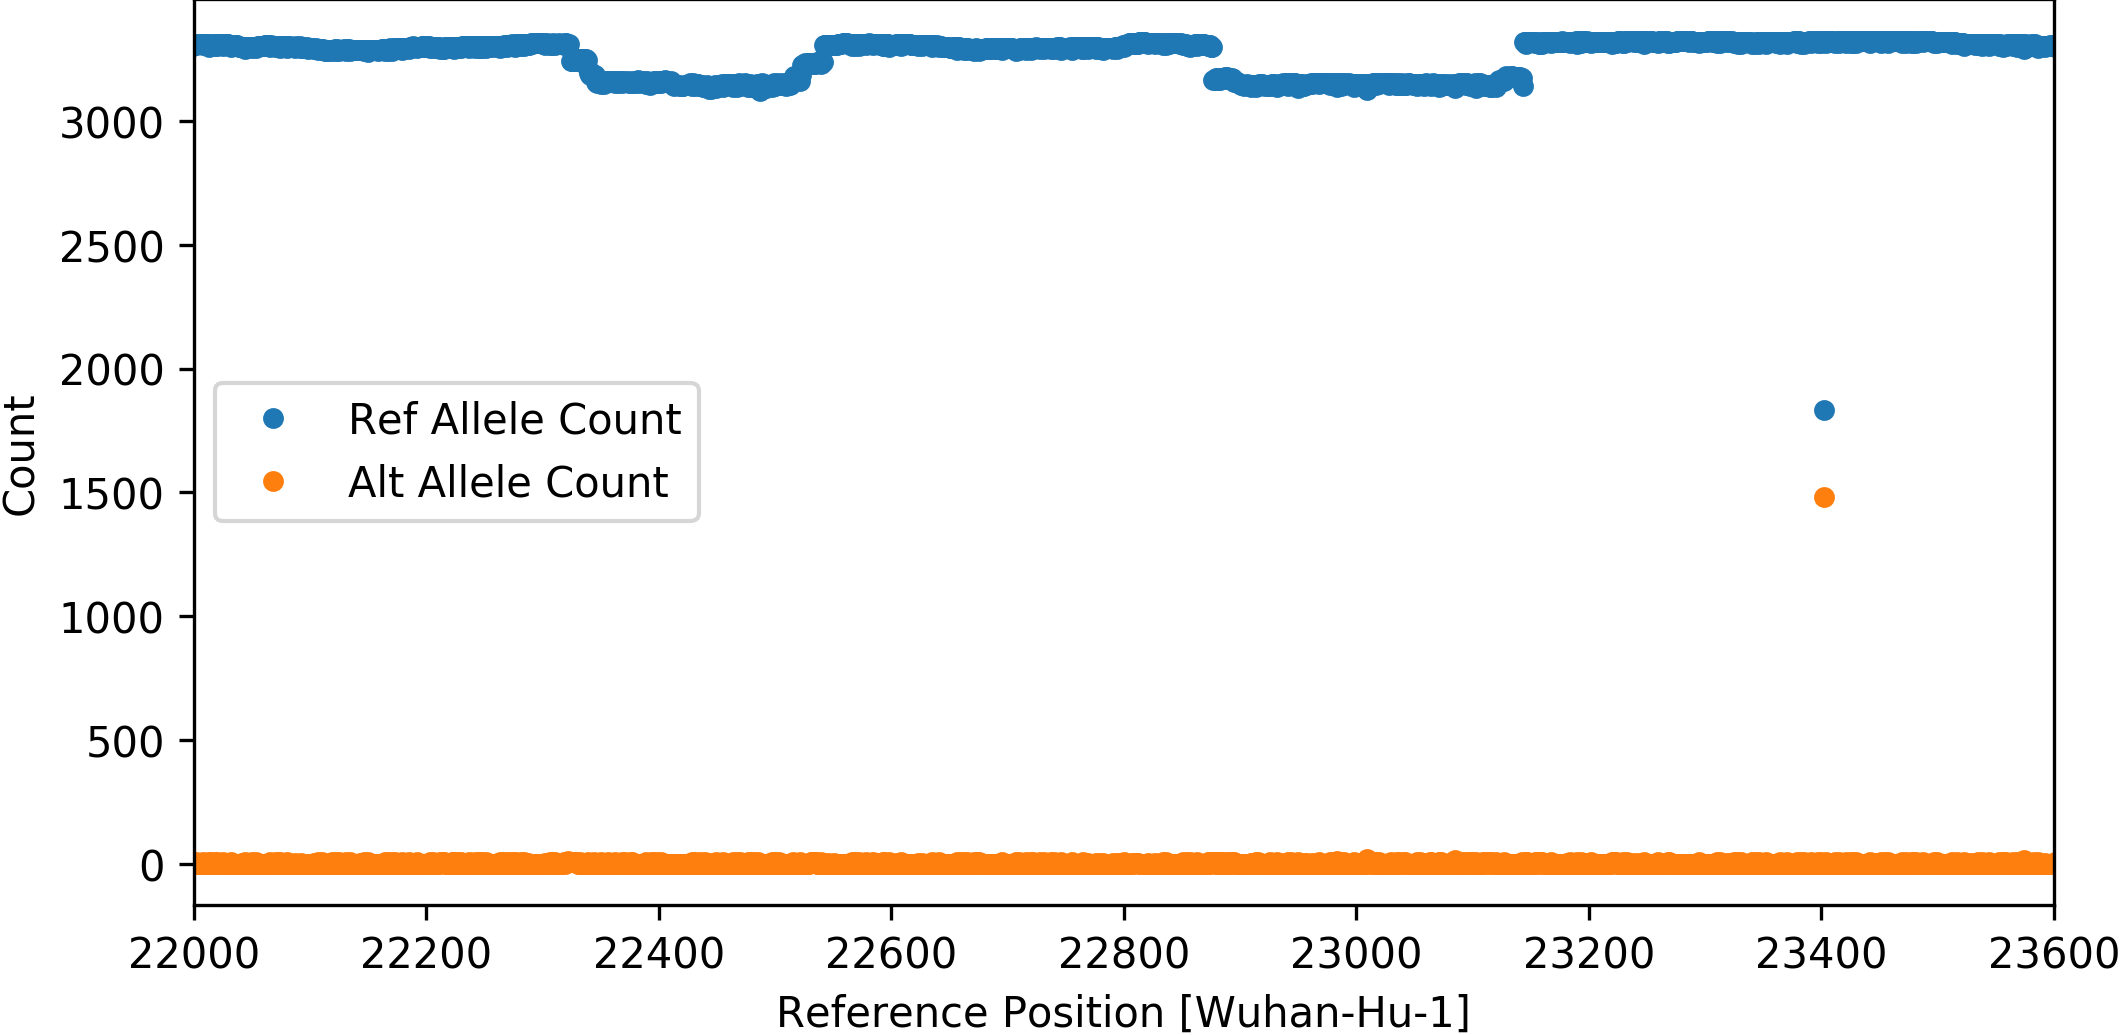 3000
2500
2000
1500
1000
500
0
Count
Ref Allele Count
Alt Allele Count
22000 22200 22400 22600 22800 23000 23200 23400 23600
Reference Position [Wuhan-Hu-1]